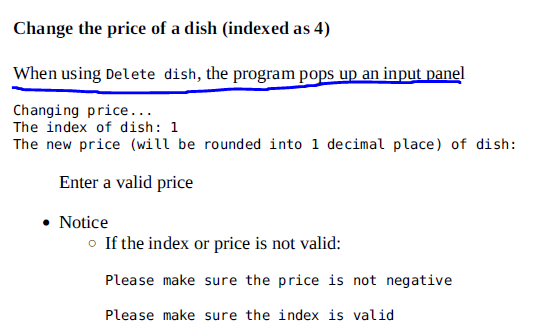 Change the price of a dish (indexed as 4)
When using Delete dish, the program pops up an input panel
Changing price...
The index of dish: 1
The new price (will be rounded into 1 decimal place) of dish:
Enter a valid price
• Notice
○ If the index or price is not valid:
Please make sure the price is not negative
Please make sure the index is valid